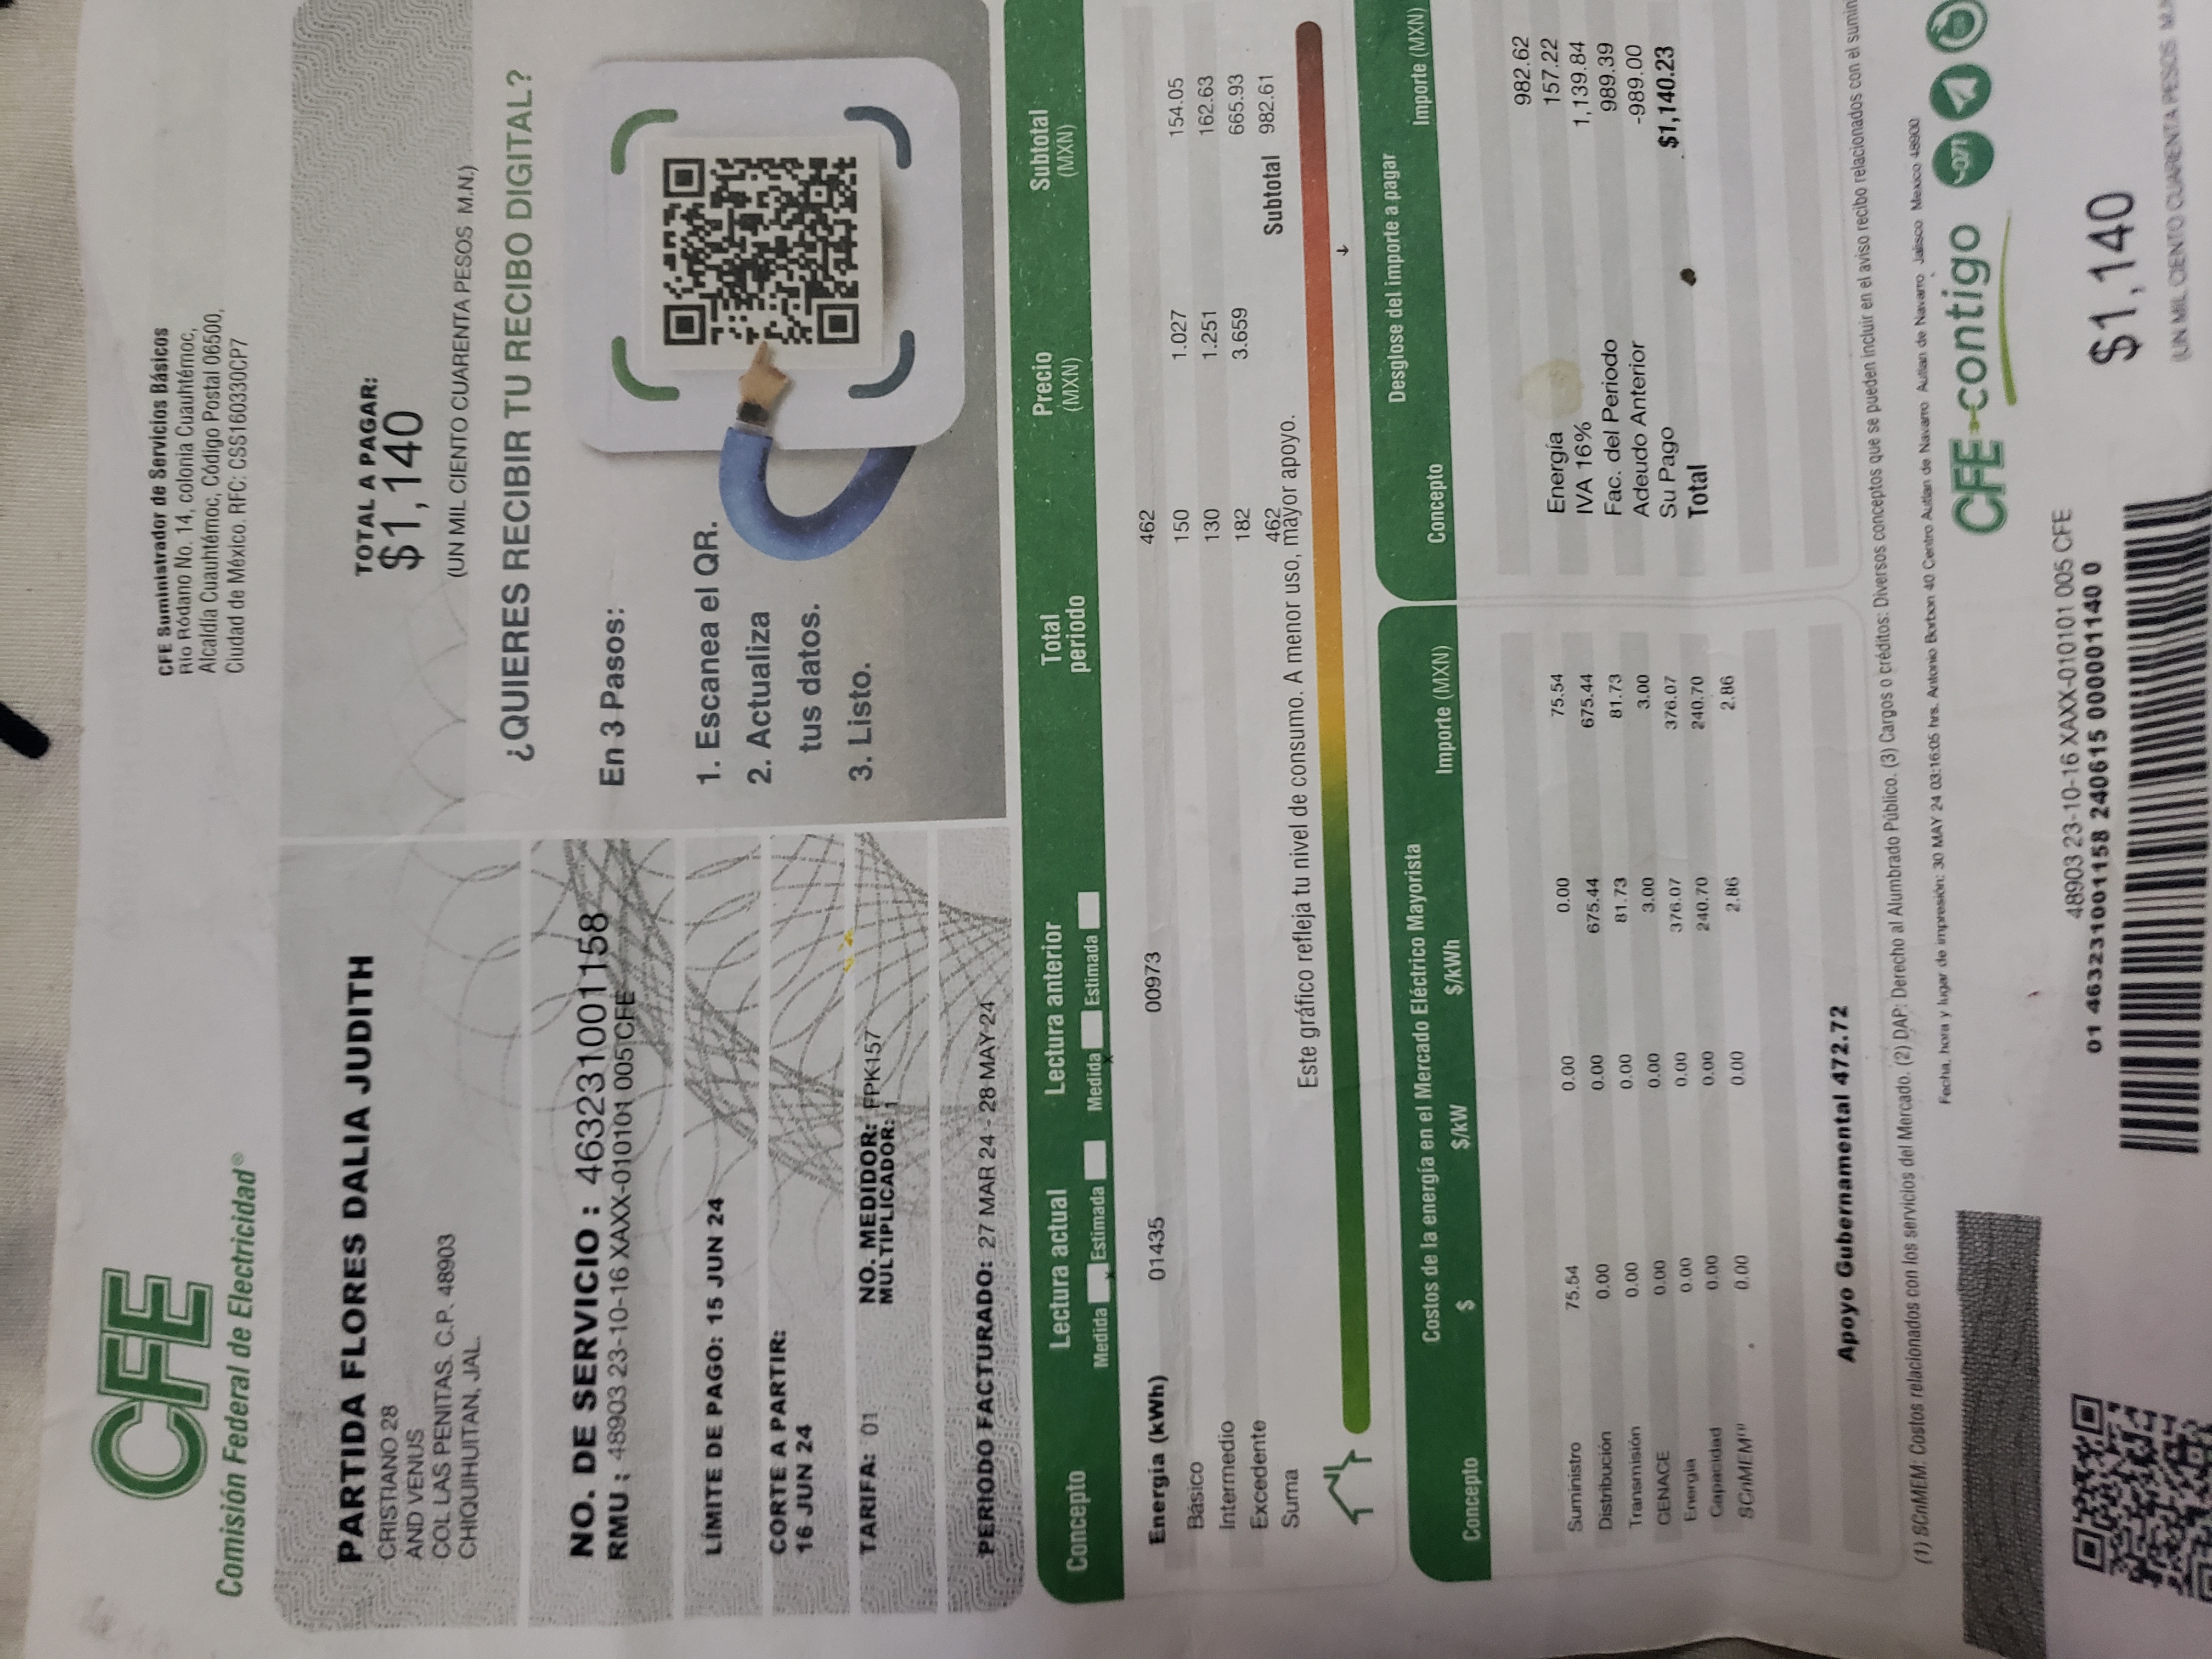 CFE
Comisión Federal de Electricidad®
CFE Suministrador de Servicios Básicos
Río Ródano No. 14, colonia Cuauhtémoc,
Alcaldía Cuauhtémoc, Código Postal 06500,
Ciudad de México. RFC: CSS160330CP7
PARTIDA FLORES DALIA JUDITH
CRISTIANO 28
AND VENUS
COL LAS PENITAS. C.P. 48903
CHIQUIHUITAN, JAL.
TOTAL A PAGAR:
$1,140
(UN MIL CIENTO CUARENTA PESOS M.N.)
NO. DE SERVICIO : 463231001158
RMU : 48903 23-10-16 XAXX-010101 005 CFE
LÍMITE DE PAGO: 15 JUN 24
CORTE A PARTIR:
16 JUN 24
TARIFA: 01 NO. MEDIDOR: FPK157
MULTIPLICADOR: 1
PERIODO FACTURADO: 27 MAR 24 - 28 MAY 24
¿QUIERES RECIBIR TU RECIBO DIGITAL?
En 3 Pasos:
1. Escanea el QR.
2. Actualiza
tus datos.
3. Listo.
Concepto Lectura actual Lectura anterior Total periodo Precio (MXN) Subtotal (MXN)
Medida x Estimada Medida x Estimada
Energía (kWh) 01435 00973 462
Básico 150 1.027 154.05
Intermedio 130 1.251 162.63
Excedente 182 3.659 665.93
Suma 462 Subtotal 982.61
Este gráfico refleja tu nivel de consumo. A menor uso, mayor apoyo.
Costos de la energía en el Mercado Eléctrico Mayorista
Concepto $ $/kW $/kWh Importe (MXN)
Suministro 75.54 0.00 0.00 75.54
Distribución 0.00 0.00 675.44 675.44
Transmisión 0.00 0.00 81.73 81.73
CENACE 0.00 0.00 3.00 3.00
Energía 0.00 0.00 376.07 376.07
Capacidad 0.00 0.00 240.70 240.70
SCnMEM(1) 0.00 0.00 2.86 2.86
Apoyo Gubernamental 472.72
Desglose del importe a pagar
Concepto Importe (MXN)
Energía 982.62
IVA 16% 157.22
Fac. del Periodo 1,139.84
Adeudo Anterior 989.39
Su Pago -989.00
Total $1,140.23
(1) SCnMEM: Costos relacionados con los servicios del Mercado. (2) DAP: Derecho al Alumbrado Público. (3) Cargos o créditos: Diversos conceptos que se pueden incluir en el aviso recibo relacionados con el sumin
Fecha, hora y lugar de impresión: 30 MAY 24 03:16:05 hrs. Antonio Borbon 40 Centro Autlan de Navarro Autlan de Navarro Jalisco Mexico 48900
CFE contigo
071
48903 23-10-16 XAXX-010101 005 CFE
01 463231001158 240615 000001140 0
$1,140
(UN MIL CIENTO CUARENTA PESOS M.